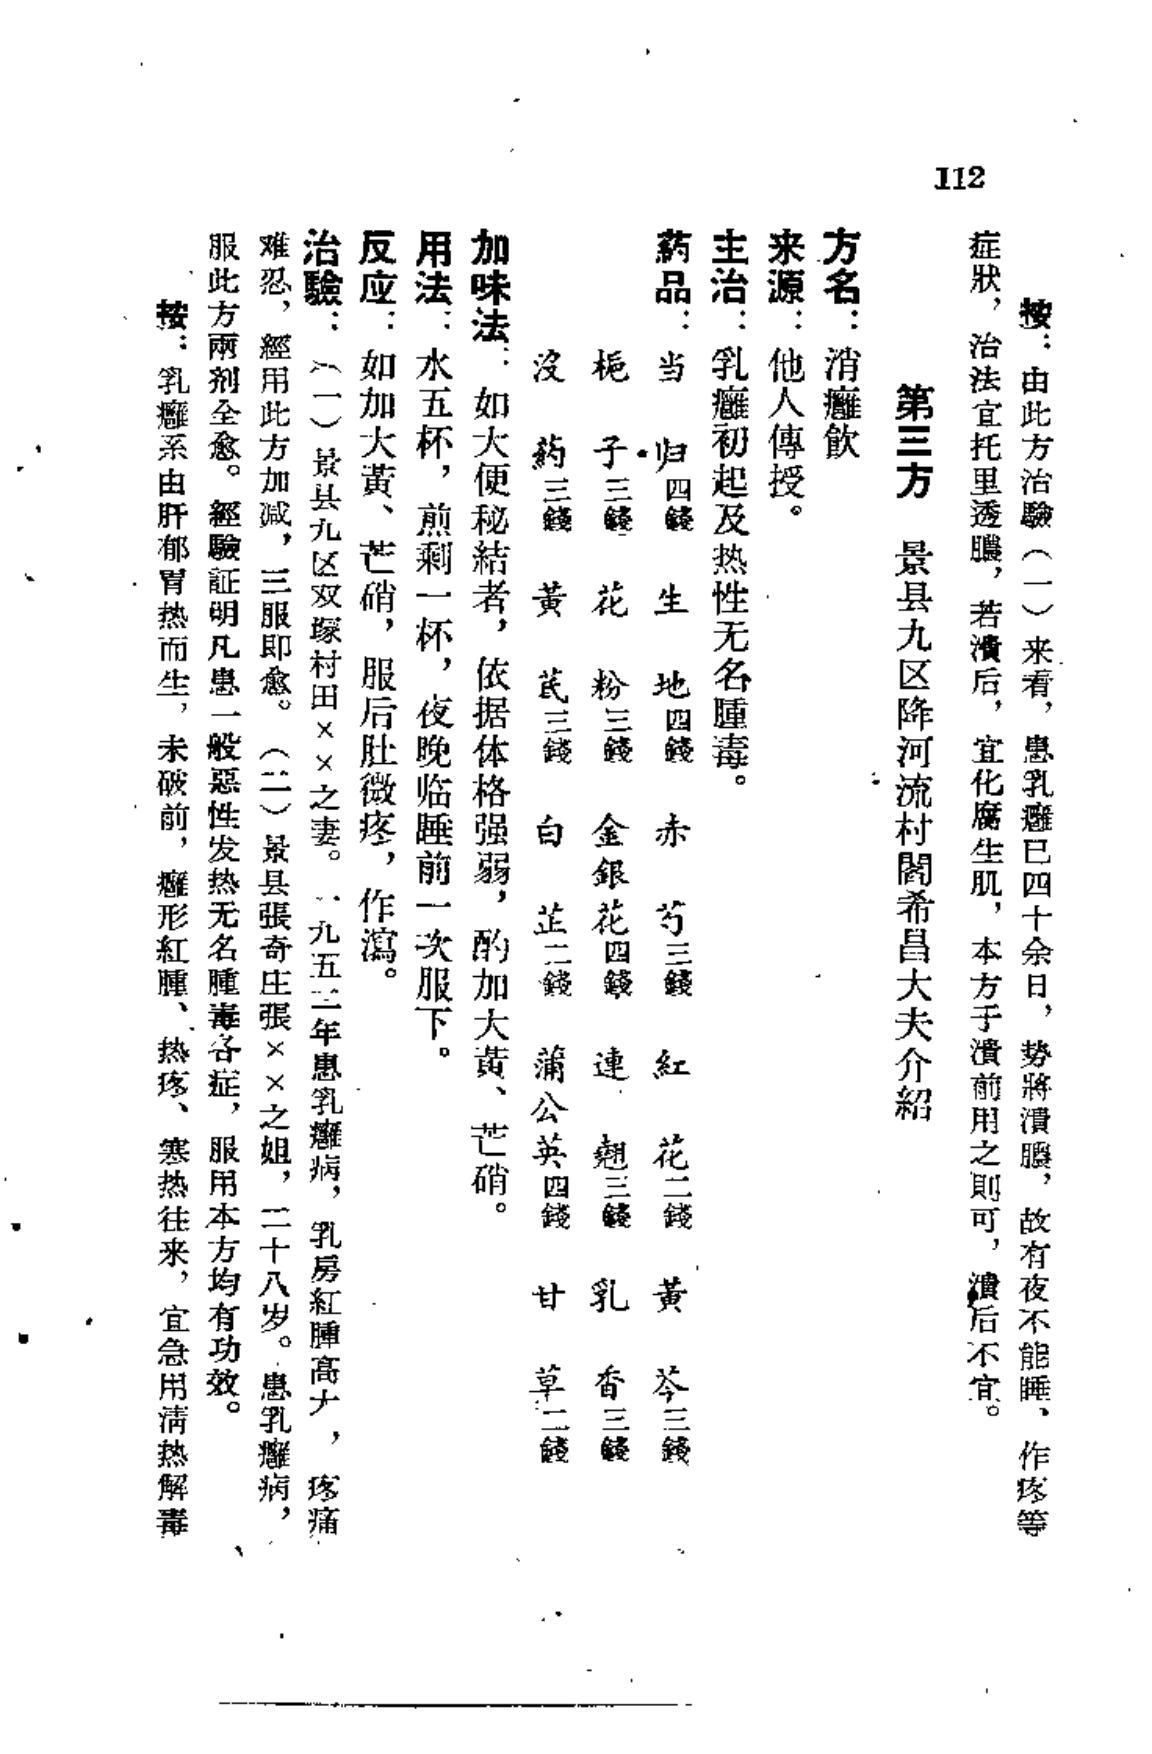 112
按：由此方治驗（一）来看，患乳癰已四十余日，勢將潰膿，故有夜不能睡、作疼等
症狀，治法宜托里透膿，若潰后，宜化腐生肌，本方于潰前用之則可，潰后不宜。
第三方　景县九区降河流村閻希昌大夫介紹
方名：消癰飲
来源：他人傳授。
主治：乳癰初起及热性无名腫毒。
葯品：当归四錢　生地四錢　赤芍三錢　紅花二錢　黃芩三錢
梔子三錢　花粉三錢　金銀花四錢　連翹三錢　乳香三錢
沒葯三錢　黃芪三錢　白芷二錢　蒲公英四錢　甘草二錢
加味法：如大便秘結者，依据体格强弱，酌加大黃、芒硝。
用法：水五杯，煎剩一杯，夜晚临睡前一次服下。
反应：如加大黃、芒硝，服后肚微疼，作瀉。
治驗：（一）景县九区双塚村田××之妻。一九五二年患乳癰病，乳房紅腫高大，疼痛
难忍，經用此方加减，三服即愈。（二）景县張奇庄張××之姐，二十八岁。患乳癰病，
服此方兩剂全愈。經驗証明凡患一般惡性发热无名腫毒各症，服用本方均有功效。
按：乳癰系由肝郁胃热而生，未破前，癰形紅腫、热疼、寒热往来，宜急用清热解毒